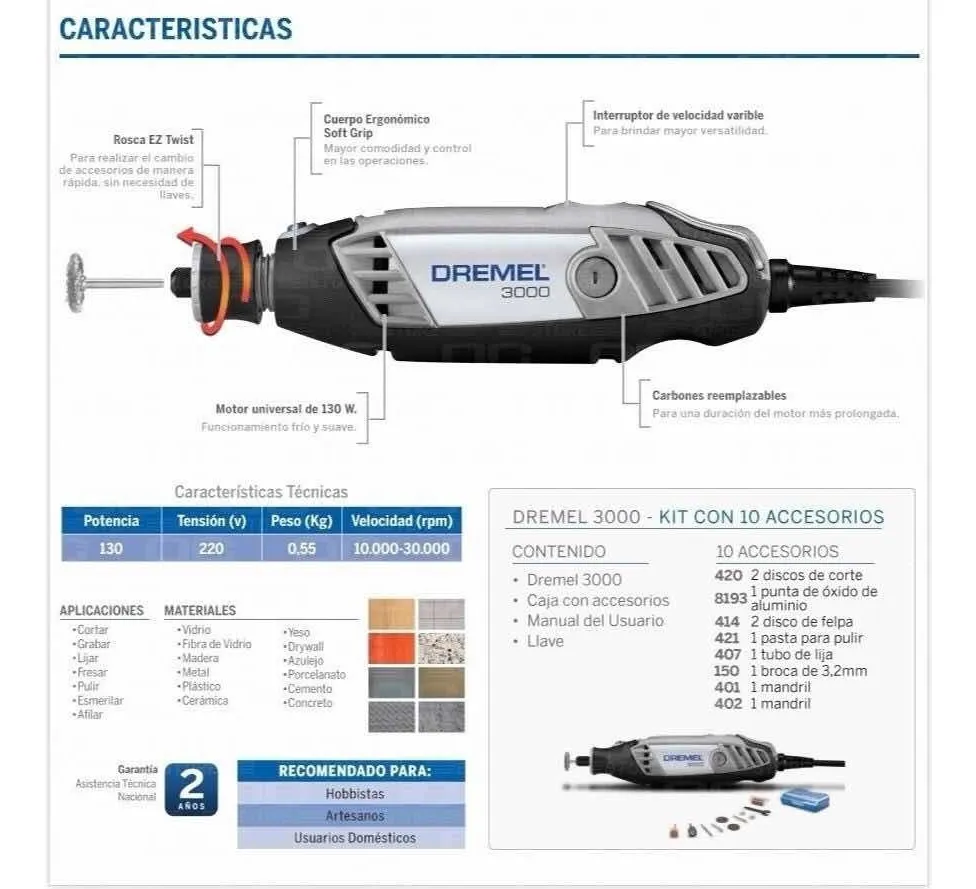 CARACTERISTICAS
Rosca EZ Twist
Para realizar el cambio
de accesorios de manera
rápida. sin necesidad de
llaves.
Cuerpo Ergonómico
Soft Grip
Mayor comodidad y control
en las operaciones.
Interruptor de velocidad varible
Para brindar mayor versatilidad.
DREMEL
3000
Motor universal de 130 W.
Funcionamiento frío y suave.
Carbones reemplazables
Para una duración del motor más prolongada.
Características Técnicas
Potencia Tensión (v) Peso (Kg) Velocidad (rpm)
130 220 0,55 10.000-30.000
APLICACIONES
•Cortar
•Grabar
•Lijar
•Fresar
•Pulir
•Esmerilar
•Afilar
MATERIALES
•Vidrio
•Fibra de Vidrio
•Madera
•Metal
•Plástico
•Cerámica
•Yeso
•Drywall
•Azulejo
•Porcelanato
•Cemento
•Concreto
Garantía
Asistencia Técnica
Nacional
2
AÑOS
RECOMENDADO PARA:
Hobbistas
Artesanos
Usuarios Domésticos
DREMEL 3000 - KIT CON 10 ACCESORIOS
CONTENIDO
• Dremel 3000
• Caja con accesorios
• Manual del Usuario
• Llave
10 ACCESORIOS
420 2 discos de corte
8193 1 punta de óxido de
aluminio
414 2 disco de felpa
421 1 pasta para pulir
407 1 tubo de lija
150 1 broca de 3,2mm
401 1 mandril
402 1 mandril
DREMEL
3000